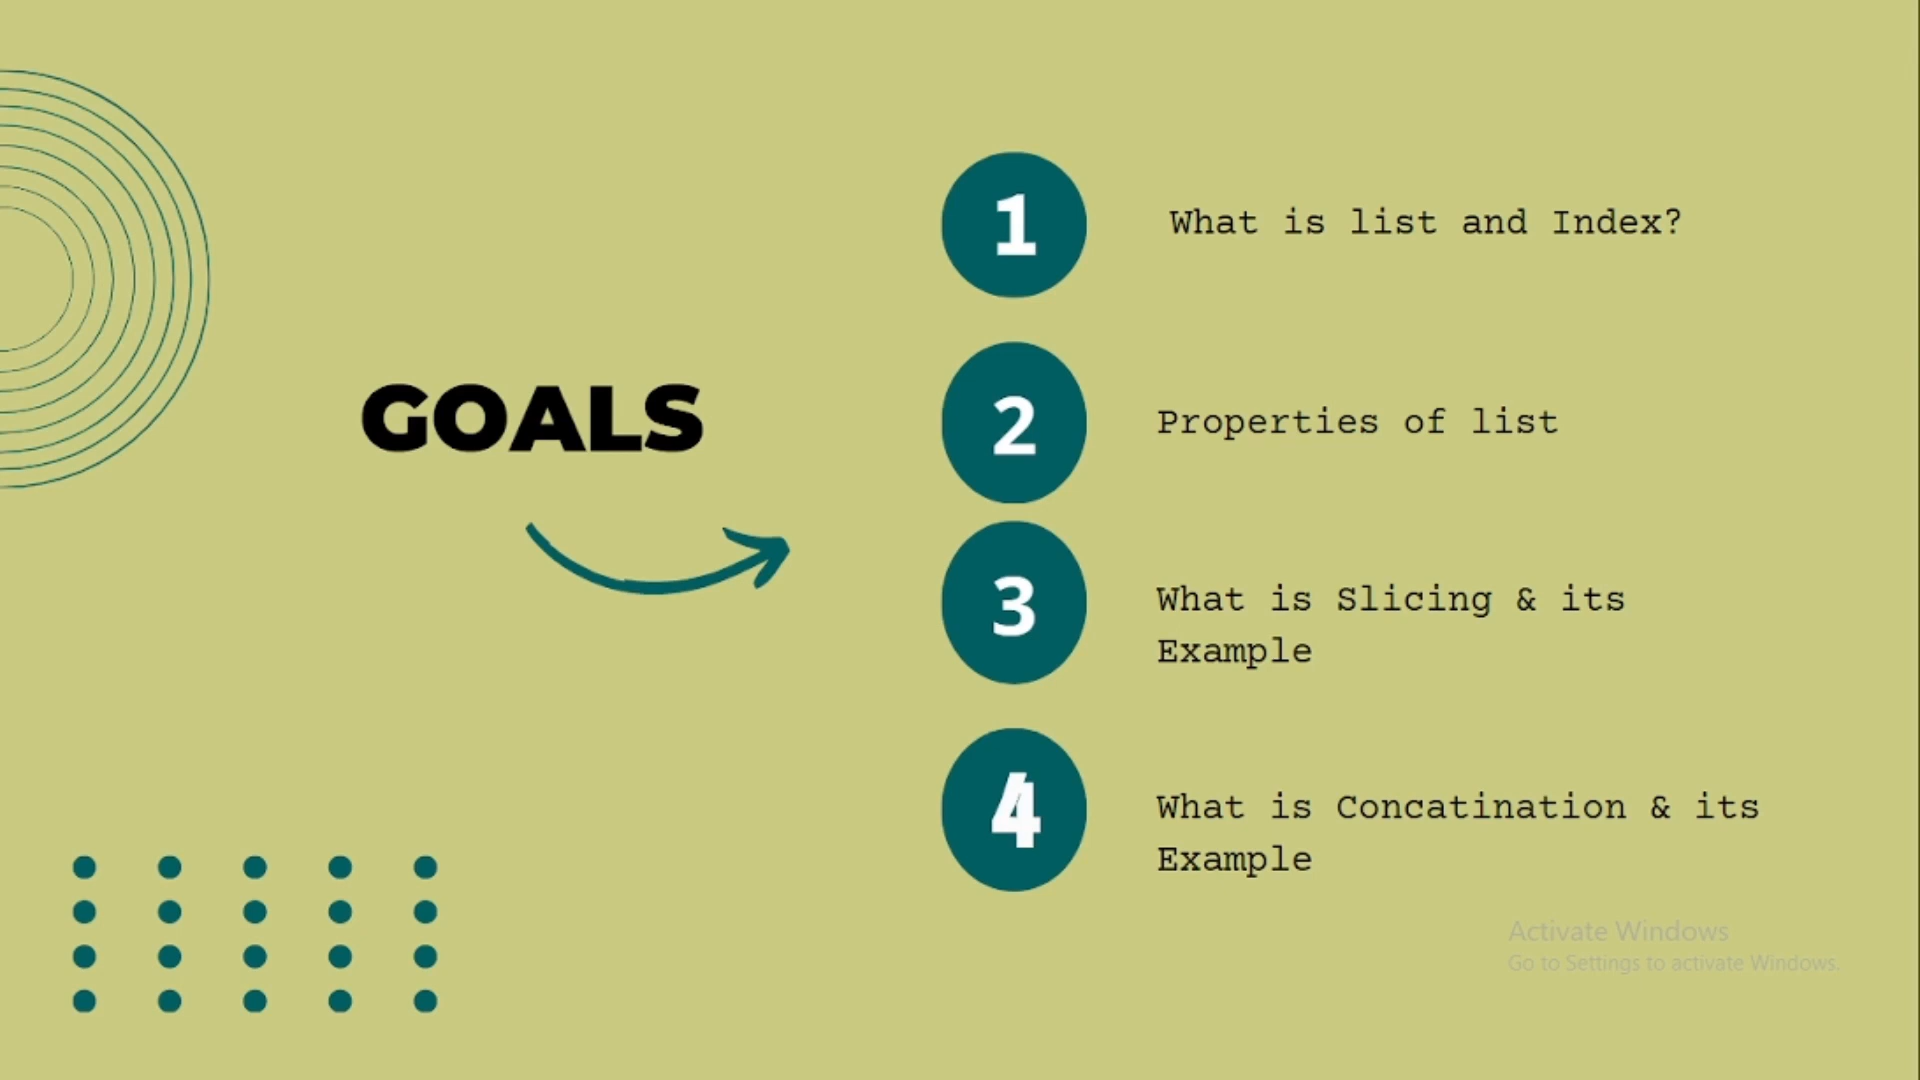 GOALS
1
What is list and Index?
2
Properties of list
3
What is Slicing & its
Example
4
What is Concatination & its
Example
Activate Windows
Go to Settings to activate Windows.